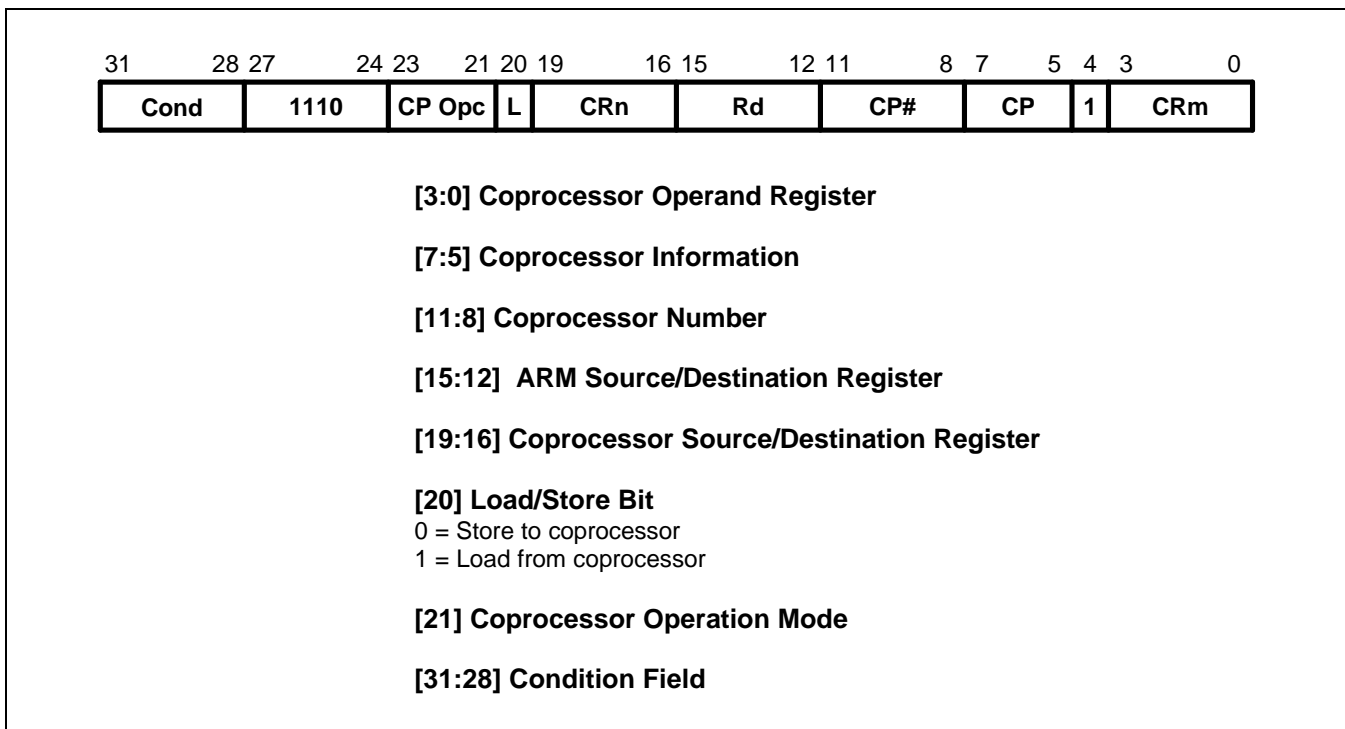 31 28 27 24 23 21 20 19 16 15 12 11 8 7 5 4 3 0
Cond 1110 CP Opc L CRn Rd CP# CP 1 CRm
[3:0] Coprocessor Operand Register
[7:5] Coprocessor Information
[11:8] Coprocessor Number
[15:12] ARM Source/Destination Register
[19:16] Coprocessor Source/Destination Register
[20] Load/Store Bit
0 = Store to coprocessor
1 = Load from coprocessor
[21] Coprocessor Operation Mode
[31:28] Condition Field